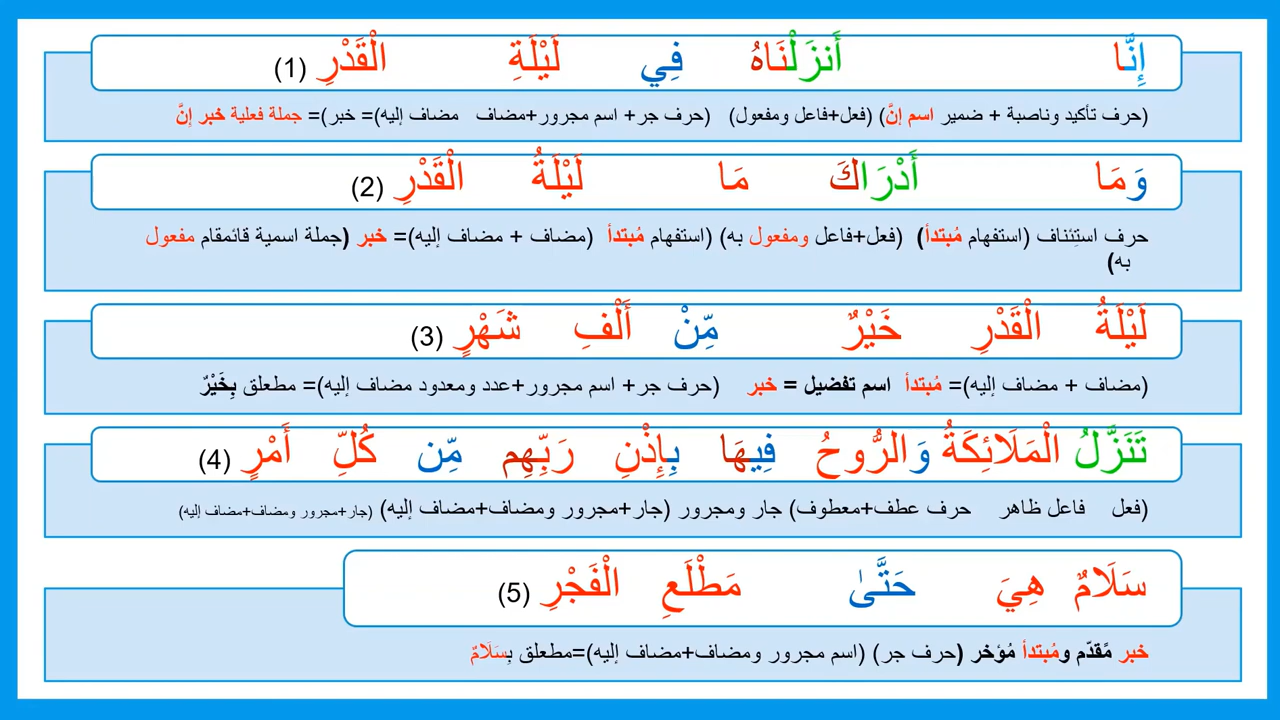 إِنَّا أَنزَلْنَاهُ فِي لَيْلَةِ الْقَدْرِ (1)
(حرف تأكيد وناصبة + ضمير اسم إنَّ) (فعل+فاعل ومفعول) (حرف جر+ اسم مجرور+مضاف مضاف إليه)= خبر)= جملة فعلية خبر إنَّ
وَمَا أَدْرَاكَ مَا لَيْلَةُ الْقَدْرِ (2)
حرف استِئناف (استفهام مُبتدأ) (فعل+فاعل ومفعول به) (استفهام مُبتدأ (مضاف + مضاف إليه)= خبر (جملة اسمية قائمقام مفعول
به)
لَيْلَةُ الْقَدْرِ خَيْرٌ مِّنْ أَلْفِ شَهْرٍ (3)
(مضاف + مضاف إليه)= مُبتدأ اسم تفضيل = خبر (حرف جر+ اسم مجرور+عدد ومعدود مضاف إليه)= مطعلق بِخَيْرٌ
تَنَزَّلُ الْمَلَائِكَةُ وَالرُّوحُ فِيهَا بِإِذْنِ رَبِّهِم مِّن كُلِّ أَمْرٍ (4)
(فعل فاعل ظاهر حرف عطف+معطوف) جار ومجرور (جار+مجرور ومضاف+مضاف إليه) (جار+مجرور ومضاف+مضاف إليه)
سَلَامٌ هِيَ حَتَّىٰ مَطْلَعِ الْفَجْرِ (5)
خبر مًقدّم ومُبتدأ مُؤخر (حرف جر) (اسم مجرور ومضاف+مضاف إليه)=مطعلق بِسَلَامٌ